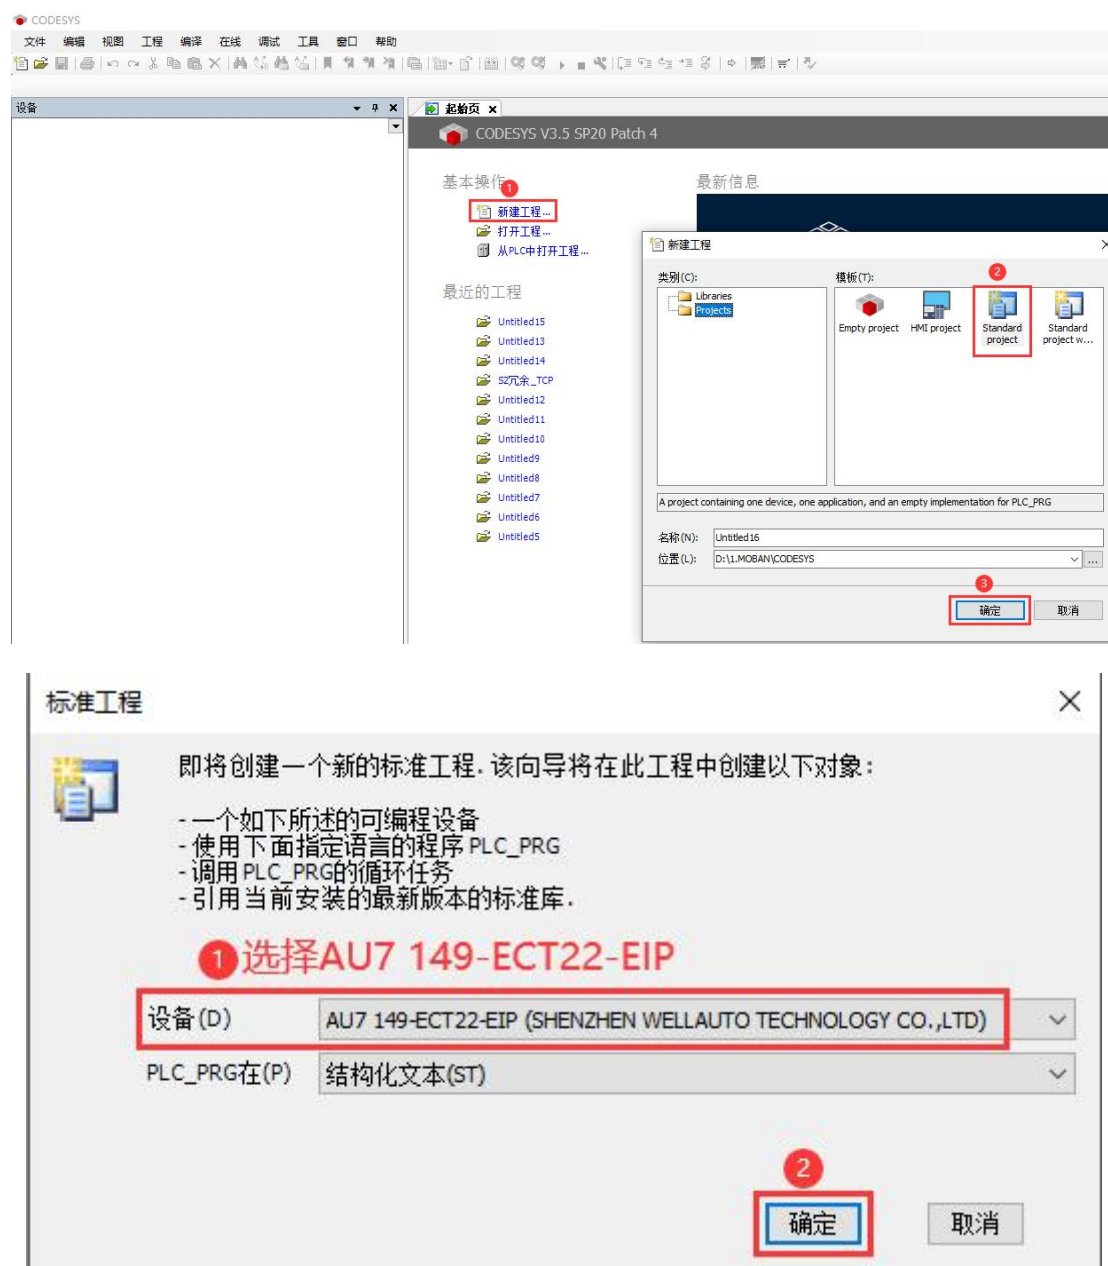 CODESYS
文件 编辑 视图 工程 编译 在线 调试 工具 窗口 帮助
设备
起始页
CODESYS V3.5 SP20 Patch 4
基本操作
1
新建工程...
打开工程...
从PLC中打开工程...
最近的工程
Untitled15
Untitled13
Untitled14
S2冗余_TCP
Untitled12
Untitled11
Untitled10
Untitled9
Untitled8
Untitled7
Untitled6
Untitled5
最新信息
新建工程
类别(C):
Libraries
Projects
模板(T):
2
Empty project
HMI project
Standard project
Standard project w...
A project containing one device, one application, and an empty implementation for PLC_PRG
名称(N): Untitled16
位置(L): D:\1.MOBAN\CODESYS
...
3
确定 取消
标准工程
即将创建一个新的标准工程.该向导将在此工程中创建以下对象:
-一个如下所述的可编程设备
-使用下面指定语言的程序 PLC_PRG
-调用 PLC_PRG的循环任务
-引用当前安装的最新版本的标准库.
1 选择AU7 149-ECT22-EIP
设备(D) AU7 149-ECT22-EIP (SHENZHEN WELLAUTO TECHNOLOGY CO.,LTD)
PLC_PRG在(P) 结构化文本(ST)
2
确定 取消